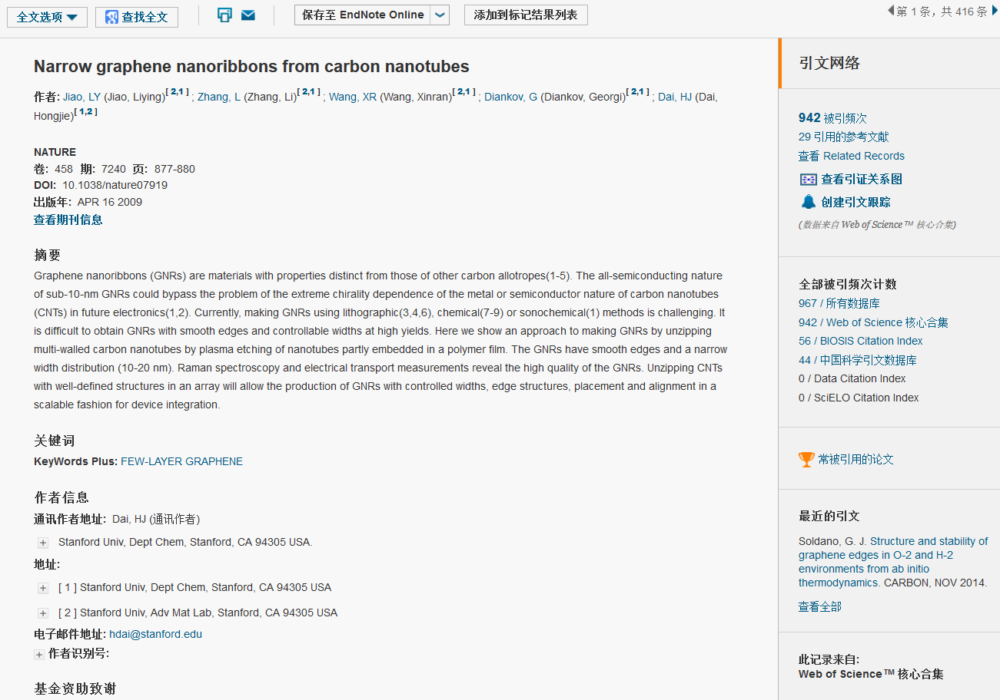 全文选项
查找全文
保存至 EndNote Online
添加到标记结果列表
第 1 条，共 416 条
Narrow graphene nanoribbons from carbon nanotubes
作者: Jiao, LY (Jiao, Liying)[ 2,1 ] ; Zhang, L (Zhang, Li)[ 2,1 ] ; Wang, XR (Wang, Xinran)[ 2,1 ] ; Diankov, G (Diankov, Georgi)[ 2,1 ] ; Dai, HJ (Dai,
Hongjie)[ 1,2 ]
NATURE
卷: 458 期: 7240 页: 877-880
DOI: 10.1038/nature07919
出版年: APR 16 2009
查看期刊信息
摘要
Graphene nanoribbons (GNRs) are materials with properties distinct from those of other carbon allotropes(1-5). The all-semiconducting nature
of sub-10-nm GNRs could bypass the problem of the extreme chirality dependence of the metal or semiconductor nature of carbon nanotubes
(CNTs) in future electronics(1,2). Currently, making GNRs using lithographic(3,4,6), chemical(7-9) or sonochemical(1) methods is challenging. It
is difficult to obtain GNRs with smooth edges and controllable widths at high yields. Here we show an approach to making GNRs by unzipping
multi-walled carbon nanotubes by plasma etching of nanotubes partly embedded in a polymer film. The GNRs have smooth edges and a narrow
width distribution (10-20 nm). Raman spectroscopy and electrical transport measurements reveal the high quality of the GNRs. Unzipping CNTs
with well-defined structures in an array will allow the production of GNRs with controlled widths, edge structures, placement and alignment in a
scalable fashion for device integration.
关键词
KeyWords Plus: FEW-LAYER GRAPHENE
作者信息
通讯作者地址: Dai, HJ (通讯作者)
Stanford Univ, Dept Chem, Stanford, CA 94305 USA.
地址:
[ 1 ] Stanford Univ, Dept Chem, Stanford, CA 94305 USA
[ 2 ] Stanford Univ, Adv Mat Lab, Stanford, CA 94305 USA
电子邮件地址: hdai@stanford.edu
作者识别号:
基金资助致谢
引文网络
942 被引频次
29 引用的参考文献
查看 Related Records
查看引证关系图
创建引文跟踪
(数据来自 Web of Science™ 核心合集)
全部被引频次计数
967 / 所有数据库
942 / Web of Science 核心合集
56 / BIOSIS Citation Index
44 / 中国科学引文数据库
0 / Data Citation Index
0 / SciELO Citation Index
常被引用的论文
最近的引文
Soldano, G. J. Structure and stability of
graphene edges in O-2 and H-2
environments from ab initio
thermodynamics. CARBON, NOV 2014.
查看全部
此记录来自:
Web of Science™ 核心合集